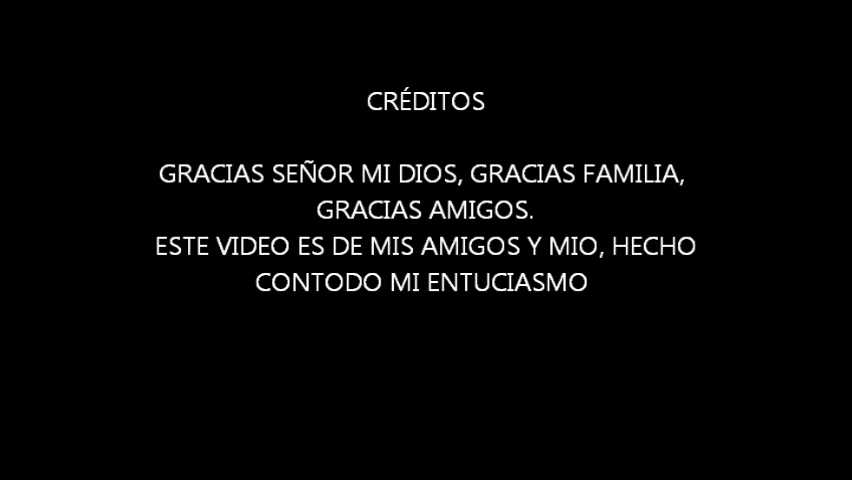 CRÉDITOS
GRACIAS SEÑOR MI DIOS, GRACIAS FAMILIA,
GRACIAS AMIGOS.
ESTE VIDEO ES DE MIS AMIGOS Y MIO, HECHO
CONTODO MI ENTUCIASMO